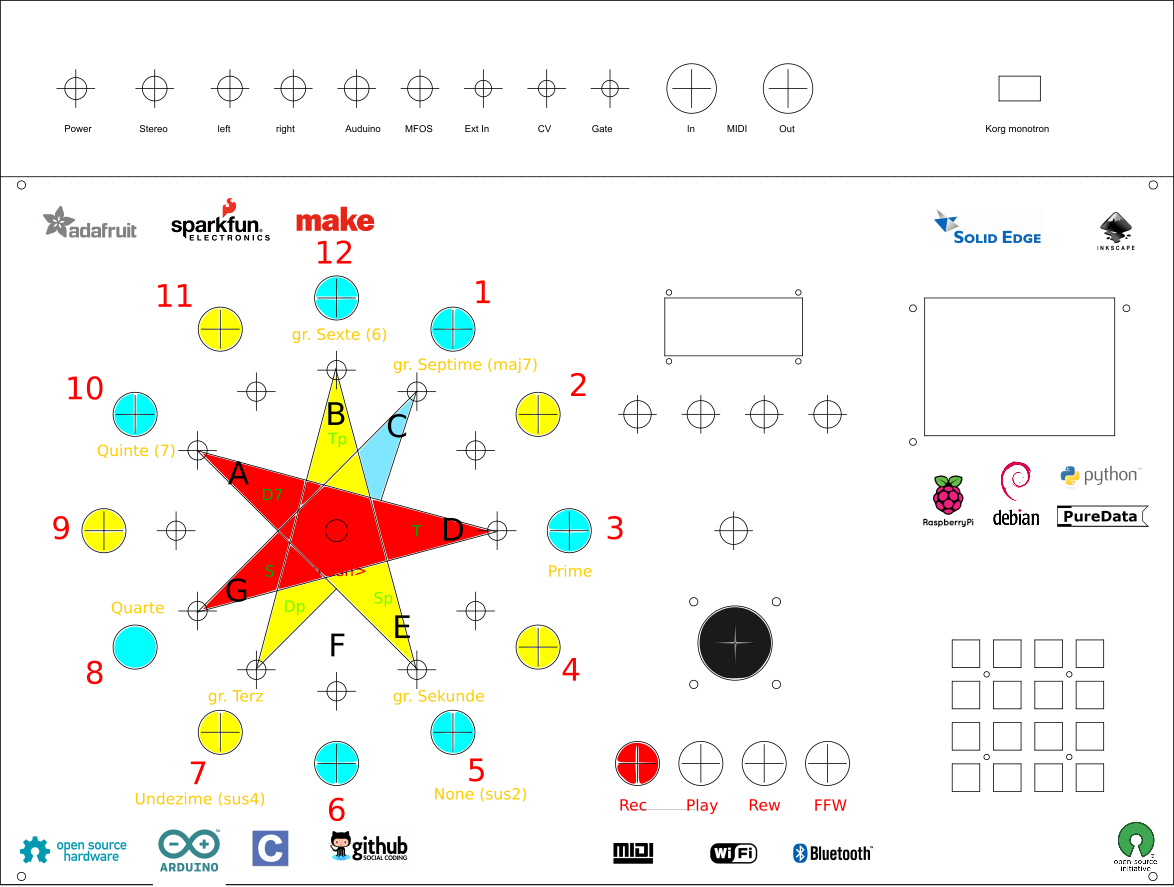 Power Stereo left right Auduino MFOS Ext In CV Gate In MIDI Out Korg monotron
adafruit sparkfun ELECTRONICS make SOLID EDGE INKSCAPE
12
11 1
gr. Sexte (6)
gr. Septime (maj7)
10 2
B C
Tp
Quinte (7)
A
D7
9 T D 3
S
Prime
G
Quarte Dp Sp
E
F
8 4
gr. Terz gr. Sekunde
7 5
Undezime (sus4) None (sus2)
6
RaspberryPi debian python PureData
Rec Play Rew FFW
open source
hardware
ARDUINO
C
github
SOCIAL CODING
MIDI
Wi Fi
Bluetooth
open source
initiative